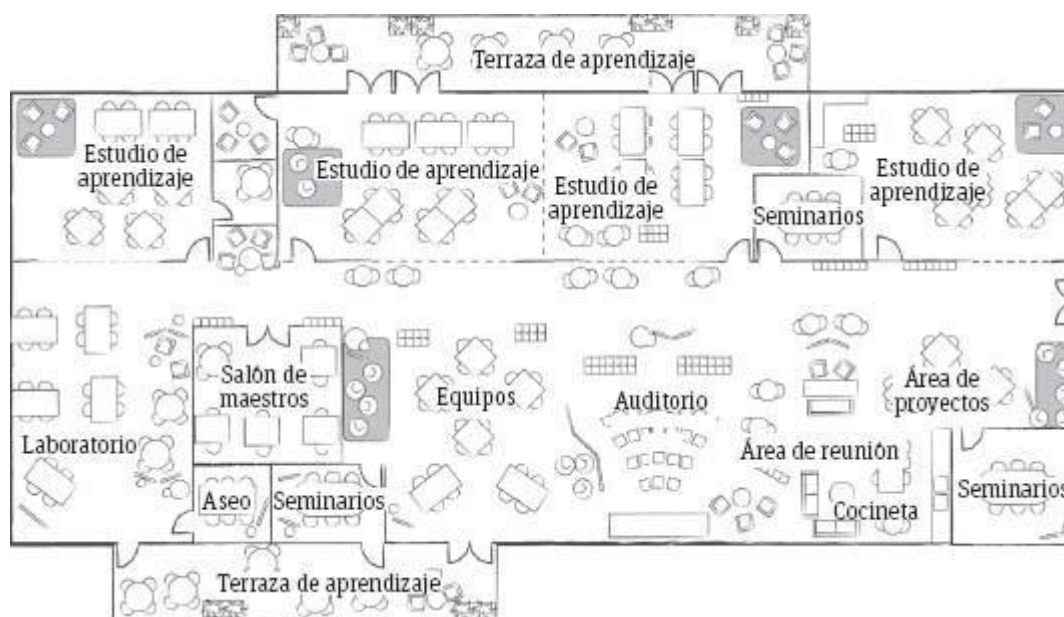 Terraza de aprendizaje
Estudio de
aprendizaje
Estudio de aprendizaje
Estudio de
aprendizaje
Seminarios
Estudio de
aprendizaje
Salón de
maestros
Equipos
Auditorio
Área de
proyectos
Laboratorio
Área de reunión
Aseo
Seminarios
Cocineta
Seminarios
Terraza de aprendizaje